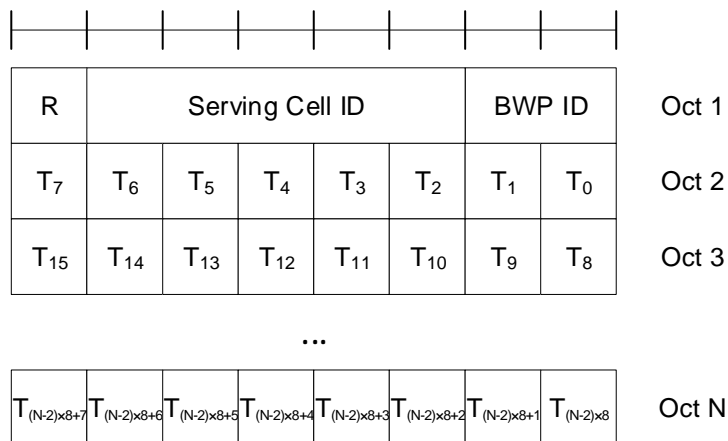 R Serving Cell ID BWP ID Oct 1
T7 T6 T5 T4 T3 T2 T1 T0 Oct 2
T15 T14 T13 T12 T11 T10 T9 T8 Oct 3
...
T(N-2)×8+7 T(N-2)×8+6 T(N-2)×8+5 T(N-2)×8+4 T(N-2)×8+3 T(N-2)×8+2 T(N-2)×8+1 T(N-2)×8 Oct N